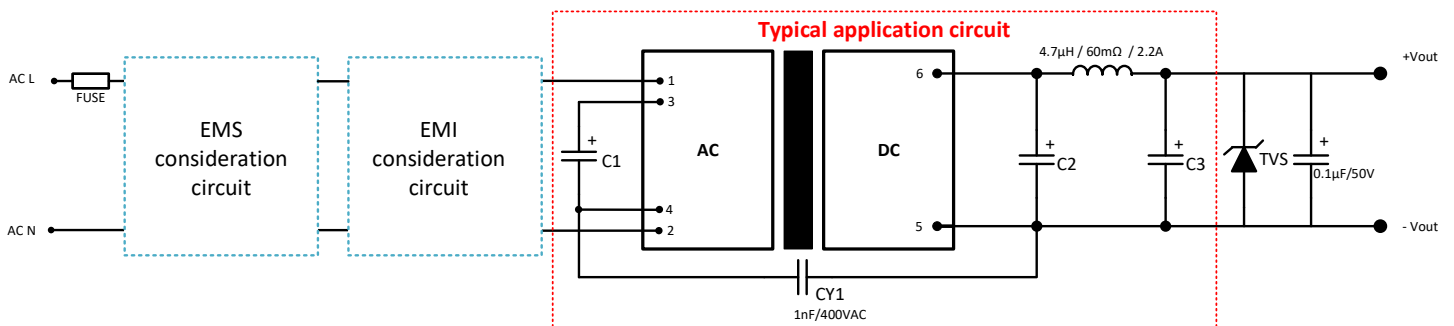 Typical application circuit
4.7µH / 60mΩ / 2.2A
AC L
FUSE
EMS
consideration
circuit
EMI
consideration
circuit
1
3
+
C1
4
2
AC
DC
6
5
+
C2
+
C3
TVS
+
0.1µF/50V
+Vout
AC N
- Vout
CY1
1nF/400VAC